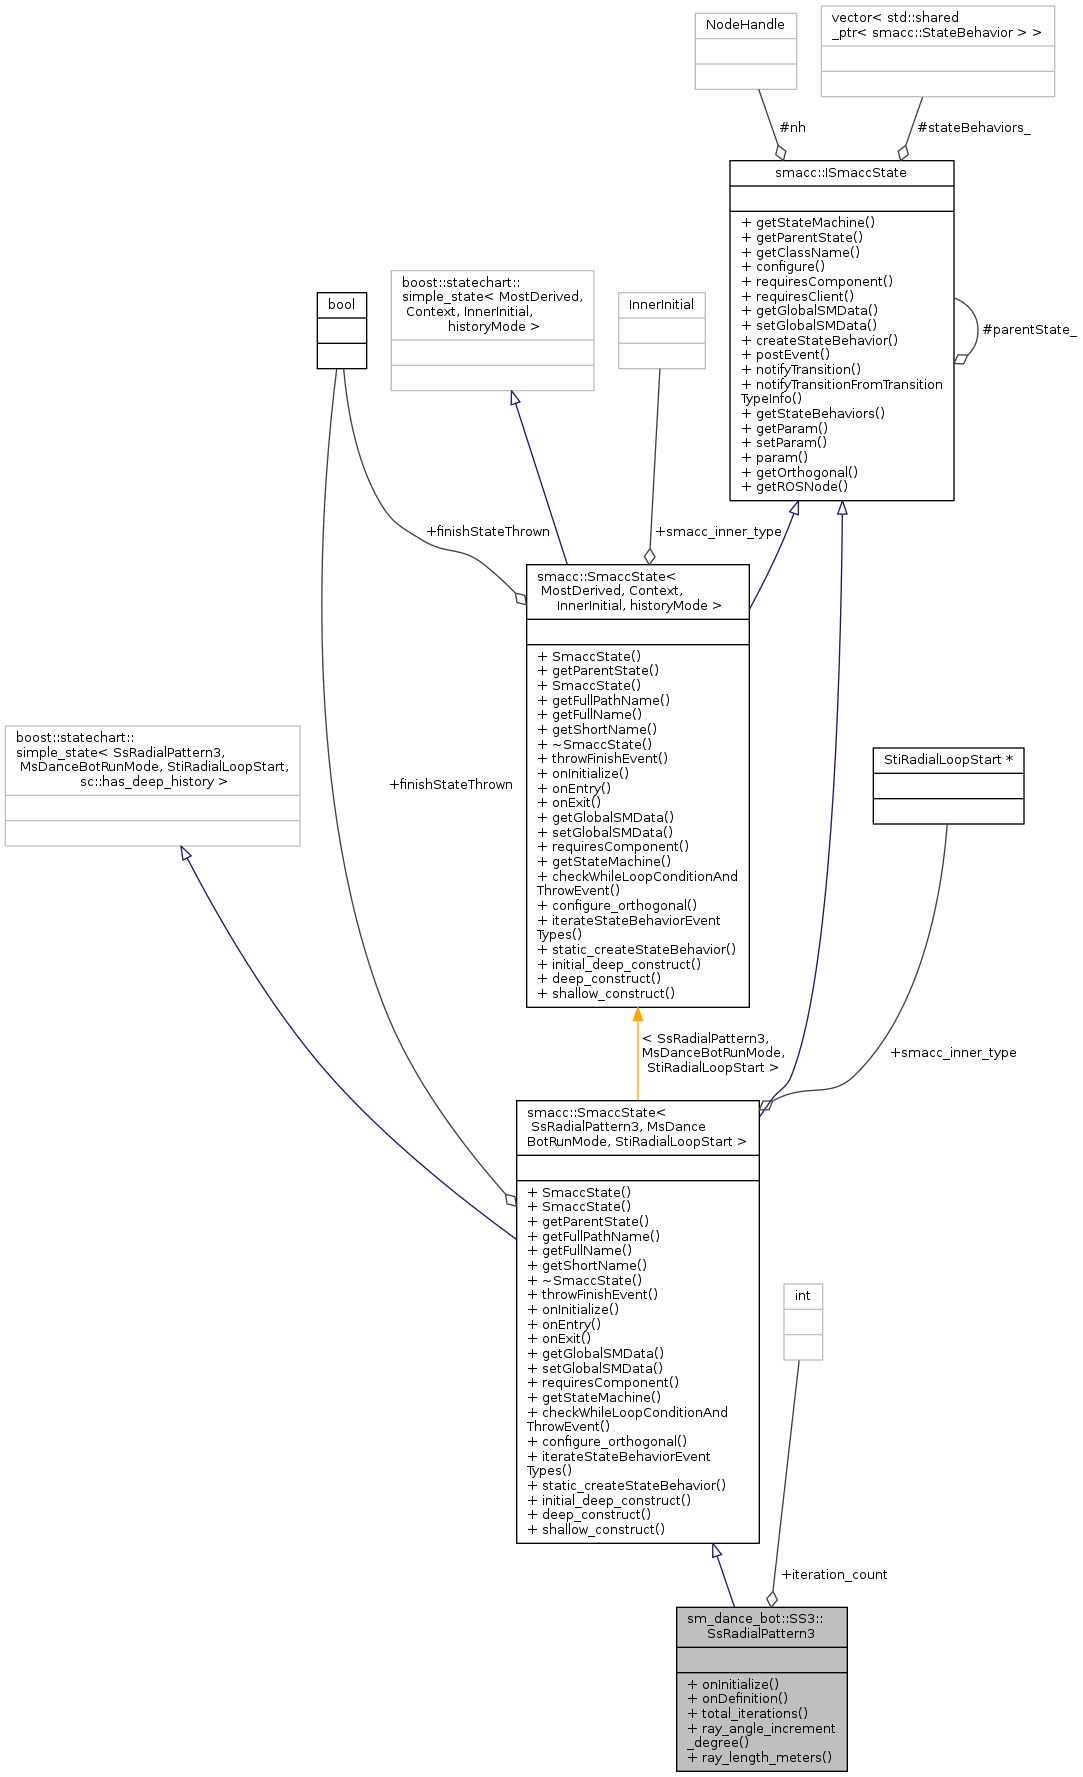 NodeHandle
vector< std::shared
_ptr< smacc::StateBehavior > >
#nh
#stateBehaviors_
smacc::ISmaccState
+ getStateMachine()
+ getParentState()
+ getClassName()
+ configure()
+ requiresComponent()
+ requiresClient()
+ getGlobalSMData()
+ setGlobalSMData()
+ createStateBehavior()
+ postEvent()
+ notifyTransition()
+ notifyTransitionFromTransition
TypeInfo()
+ getStateBehaviors()
+ getParam()
+ setParam()
+ param()
+ getOrthogonal()
+ getROSNode()
#parentState_
boost::statechart::
simple_state< MostDerived,
Context, InnerInitial,
historyMode >
bool
InnerInitial
+finishStateThrown
+smacc_inner_type
smacc::SmaccState<
MostDerived, Context,
InnerInitial, historyMode >
+ SmaccState()
+ getParentState()
+ SmaccState()
+ getFullPathName()
+ getFullName()
+ getShortName()
+ ~SmaccState()
+ throwFinishEvent()
+ onInitialize()
+ onEntry()
+ onExit()
+ getGlobalSMData()
+ setGlobalSMData()
+ requiresComponent()
+ getStateMachine()
+ checkWhileLoopConditionAnd
ThrowEvent()
+ configure_orthogonal()
+ iterateStateBehaviorEvent
Types()
+ static_createStateBehavior()
+ initial_deep_construct()
+ deep_construct()
+ shallow_construct()
boost::statechart::
simple_state< SsRadialPattern3,
MsDanceBotRunMode, StiRadialLoopStart,
sc::has_deep_history >
+finishStateThrown
StiRadialLoopStart *
< SsRadialPattern3,
MsDanceBotRunMode,
StiRadialLoopStart >
+smacc_inner_type
smacc::SmaccState<
SsRadialPattern3, MsDance
BotRunMode, StiRadialLoopStart >
+ SmaccState()
+ SmaccState()
+ getParentState()
+ getFullPathName()
+ getFullName()
+ getShortName()
+ ~SmaccState()
+ throwFinishEvent()
+ onInitialize()
+ onEntry()
+ onExit()
+ getGlobalSMData()
+ setGlobalSMData()
+ requiresComponent()
+ getStateMachine()
+ checkWhileLoopConditionAnd
ThrowEvent()
+ configure_orthogonal()
+ iterateStateBehaviorEvent
Types()
+ static_createStateBehavior()
+ initial_deep_construct()
+ deep_construct()
+ shallow_construct()
int
+iteration_count
sm_dance_bot::SS3::
SsRadialPattern3
+ onInitialize()
+ onDefinition()
+ total_iterations()
+ ray_angle_increment
_degree()
+ ray_length_meters()